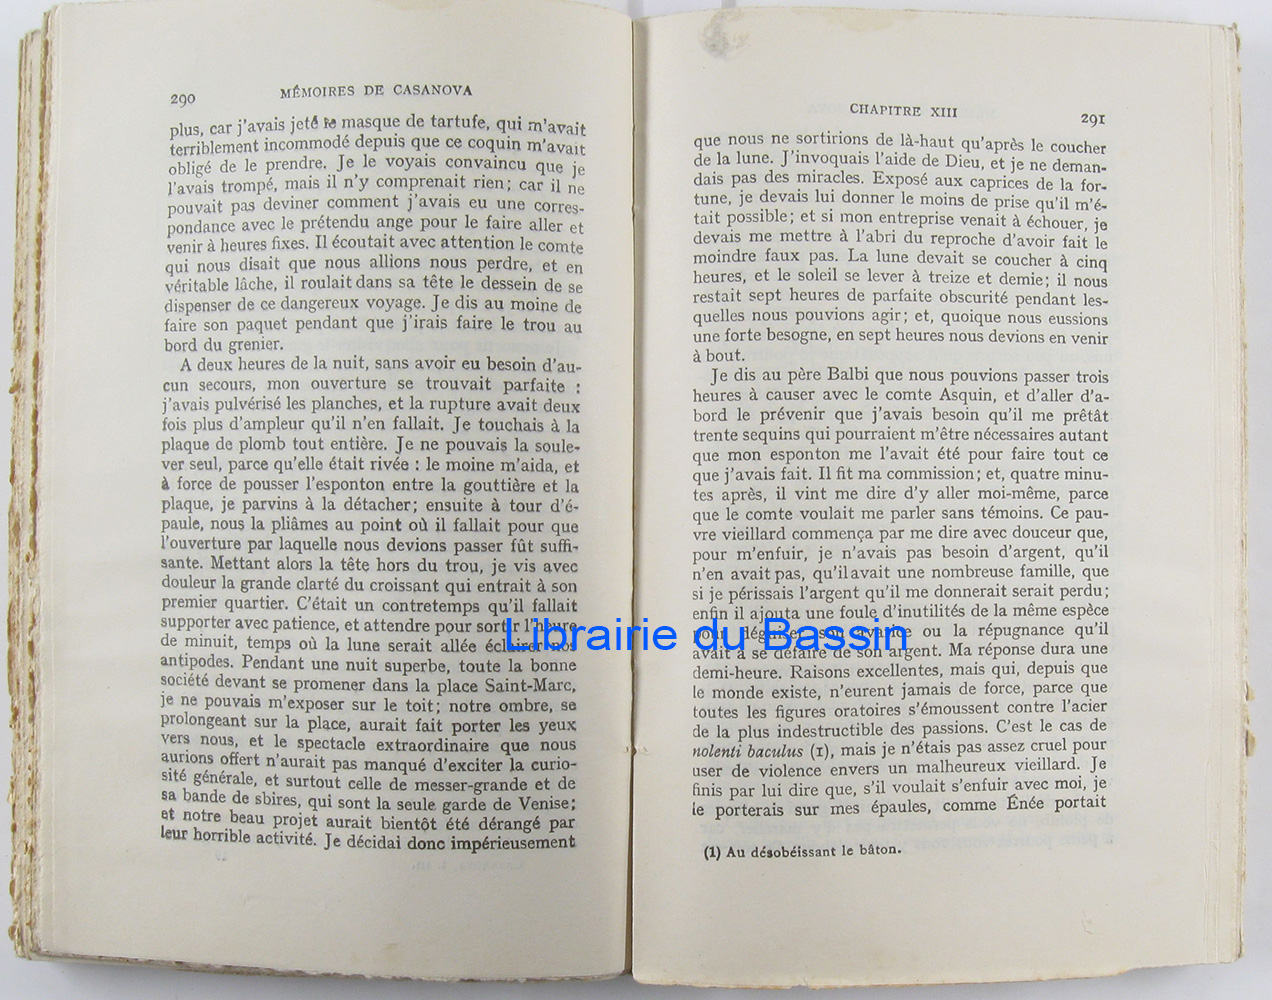 290
MÉMOIRES DE CASANOVA
plus, car j'avais jeté le masque de tartufe, qui m'avait
terriblement incommodé depuis que ce coquin m'avait
obligé de le prendre. Je le voyais convaincu que je
l'avais trompé, mais il n'y comprenait rien; car il ne
pouvait pas deviner comment j'avais eu une corres-
pondance avec le prétendu ange pour le faire aller et
venir à heures fixes. Il écoutait avec attention le comte
qui nous disait que nous allions nous perdre, et en
véritable lâche, il roulait dans sa tête le dessein de se
dispenser de ce dangereux voyage. Je dis au moine de
faire son paquet pendant que j'irais faire le trou au
bord du grenier.
A deux heures de la nuit, sans avoir eu besoin d'au-
cun secours, mon ouverture se trouvait parfaite :
j'avais pulvérisé les planches, et la rupture avait deux
fois plus d'ampleur qu'il n'en fallait. Je touchais à la
plaque de plomb tout entière. Je ne pouvais la soule-
ver seul, parce qu'elle était rivée : le moine m'aida, et
à force de pousser l'esponton entre la gouttière et la
plaque, je parvins à la détacher; ensuite à tour d'é-
paule, nous la pliâmes au point où il fallait pour que
l'ouverture par laquelle nous devions passer fût suffi-
sante. Mettant alors la tête hors du trou, je vis avec
douleur la grande clarté du croissant qui entrait à son
premier quartier. C'était un contretemps qu'il fallait
supporter avec patience, et attendre pour sortir l'heure
de minuit, temps où la lune serait allée éclairer nos
antipodes. Pendant une nuit superbe, toute la bonne
société devant se promener dans la place Saint-Marc,
je ne pouvais m'exposer sur le toit; notre ombre, se
prolongeant sur la place, aurait fait porter les yeux
vers nous, et le spectacle extraordinaire que nous
aurions offert n'aurait pas manqué d'exciter la curio-
sité générale, et surtout celle de messer-grande et de
sa bande de sbires, qui sont la seule garde de Venise;
et notre beau projet aurait bientôt été dérangé par
leur horrible activité. Je décidai donc impérieusement
CHAPITRE XIII
291
que nous ne sortirions de là-haut qu'après le coucher
de la lune. J'invoquais l'aide de Dieu, et je ne deman-
dais pas des miracles. Exposé aux caprices de la for-
tune, je devais lui donner le moins de prise qu'il m'é-
tait possible; et si mon entreprise venait à échouer, je
devais me mettre à l'abri du reproche d'avoir fait le
moindre faux pas. La lune devait se coucher à cinq
heures, et le soleil se lever à treize et demie; il nous
restait sept heures de parfaite obscurité pendant les-
quelles nous pouvions agir; et, quoique nous eussions
une forte besogne, en sept heures nous devions en venir
à bout.
Je dis au père Balbi que nous pouvions passer trois
heures à causer avec le comte Asquin, et d'aller d'a-
bord le prévenir que j'avais besoin qu'il me prêtât
trente sequins qui pourraient m'être nécessaires autant
que mon esponton me l'avait été pour faire tout ce
que j'avais fait. Il fit ma commission; et, quatre minu-
tes après, il vint me dire d'y aller moi-même, parce
que le comte voulait me parler sans témoins. Ce pau-
vre vieillard commença par me dire avec douceur que,
pour m'enfuir, je n'avais pas besoin d'argent, qu'il
n'en avait pas, qu'il avait une nombreuse famille, que
si je périssais l'argent qu'il me donnerait serait perdu;
enfin il ajouta une foule d'inutilités de la même espèce
pour déguiser son avarice ou la répugnance qu'il
avait à se défaire de son argent. Ma réponse dura une
demi-heure. Raisons excellentes, mais qui, depuis que
le monde existe, n'eurent jamais de force, parce que
toutes les figures oratoires s'émoussent contre l'acier
de la plus indestructible des passions. C'est le cas de
nolenti baculus (1), mais je n'étais pas assez cruel pour
user de violence envers un malheureux vieillard. Je
finis par lui dire que, s'il voulait s'enfuir avec moi, je
le porterais sur mes épaules, comme Énée portait
(1) Au désobéissant le bâton.
Librairie du Bassin